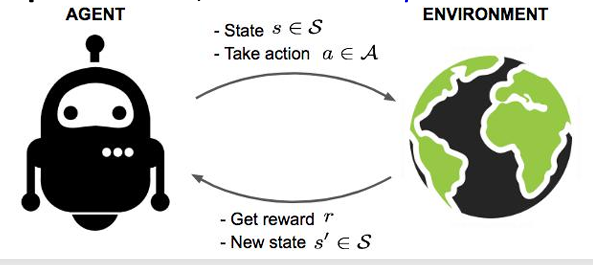 AGENT
ENVIRONMENT
- State s ∈ 𝒮
- Take action a ∈ 𝒜
- Get reward r
- New state s′ ∈ 𝒮